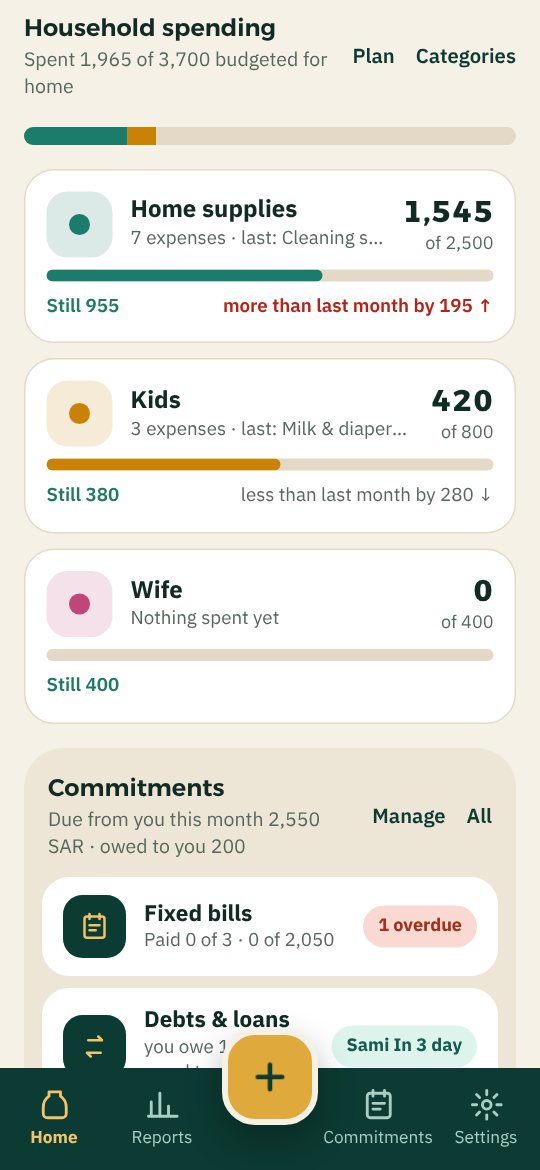 Household spending
Spent 1,965 of 3,700 budgeted for
home
Plan Categories
Home supplies
1,545
7 expenses · last: Cleaning s...
of 2,500
Still 955
more than last month by 195 ↑
Kids
420
3 expenses · last: Milk & diaper...
of 800
Still 380
less than last month by 280 ↓
Wife
0
Nothing spent yet
of 400
Still 400
Commitments
Due from you this month 2,550
SAR · owed to you 200
Manage All
Fixed bills
Paid 0 of 3 · 0 of 2,050
1 overdue
Debts & loans
you owe
Sami In 3 day
Home
Reports
Commitments
Settings